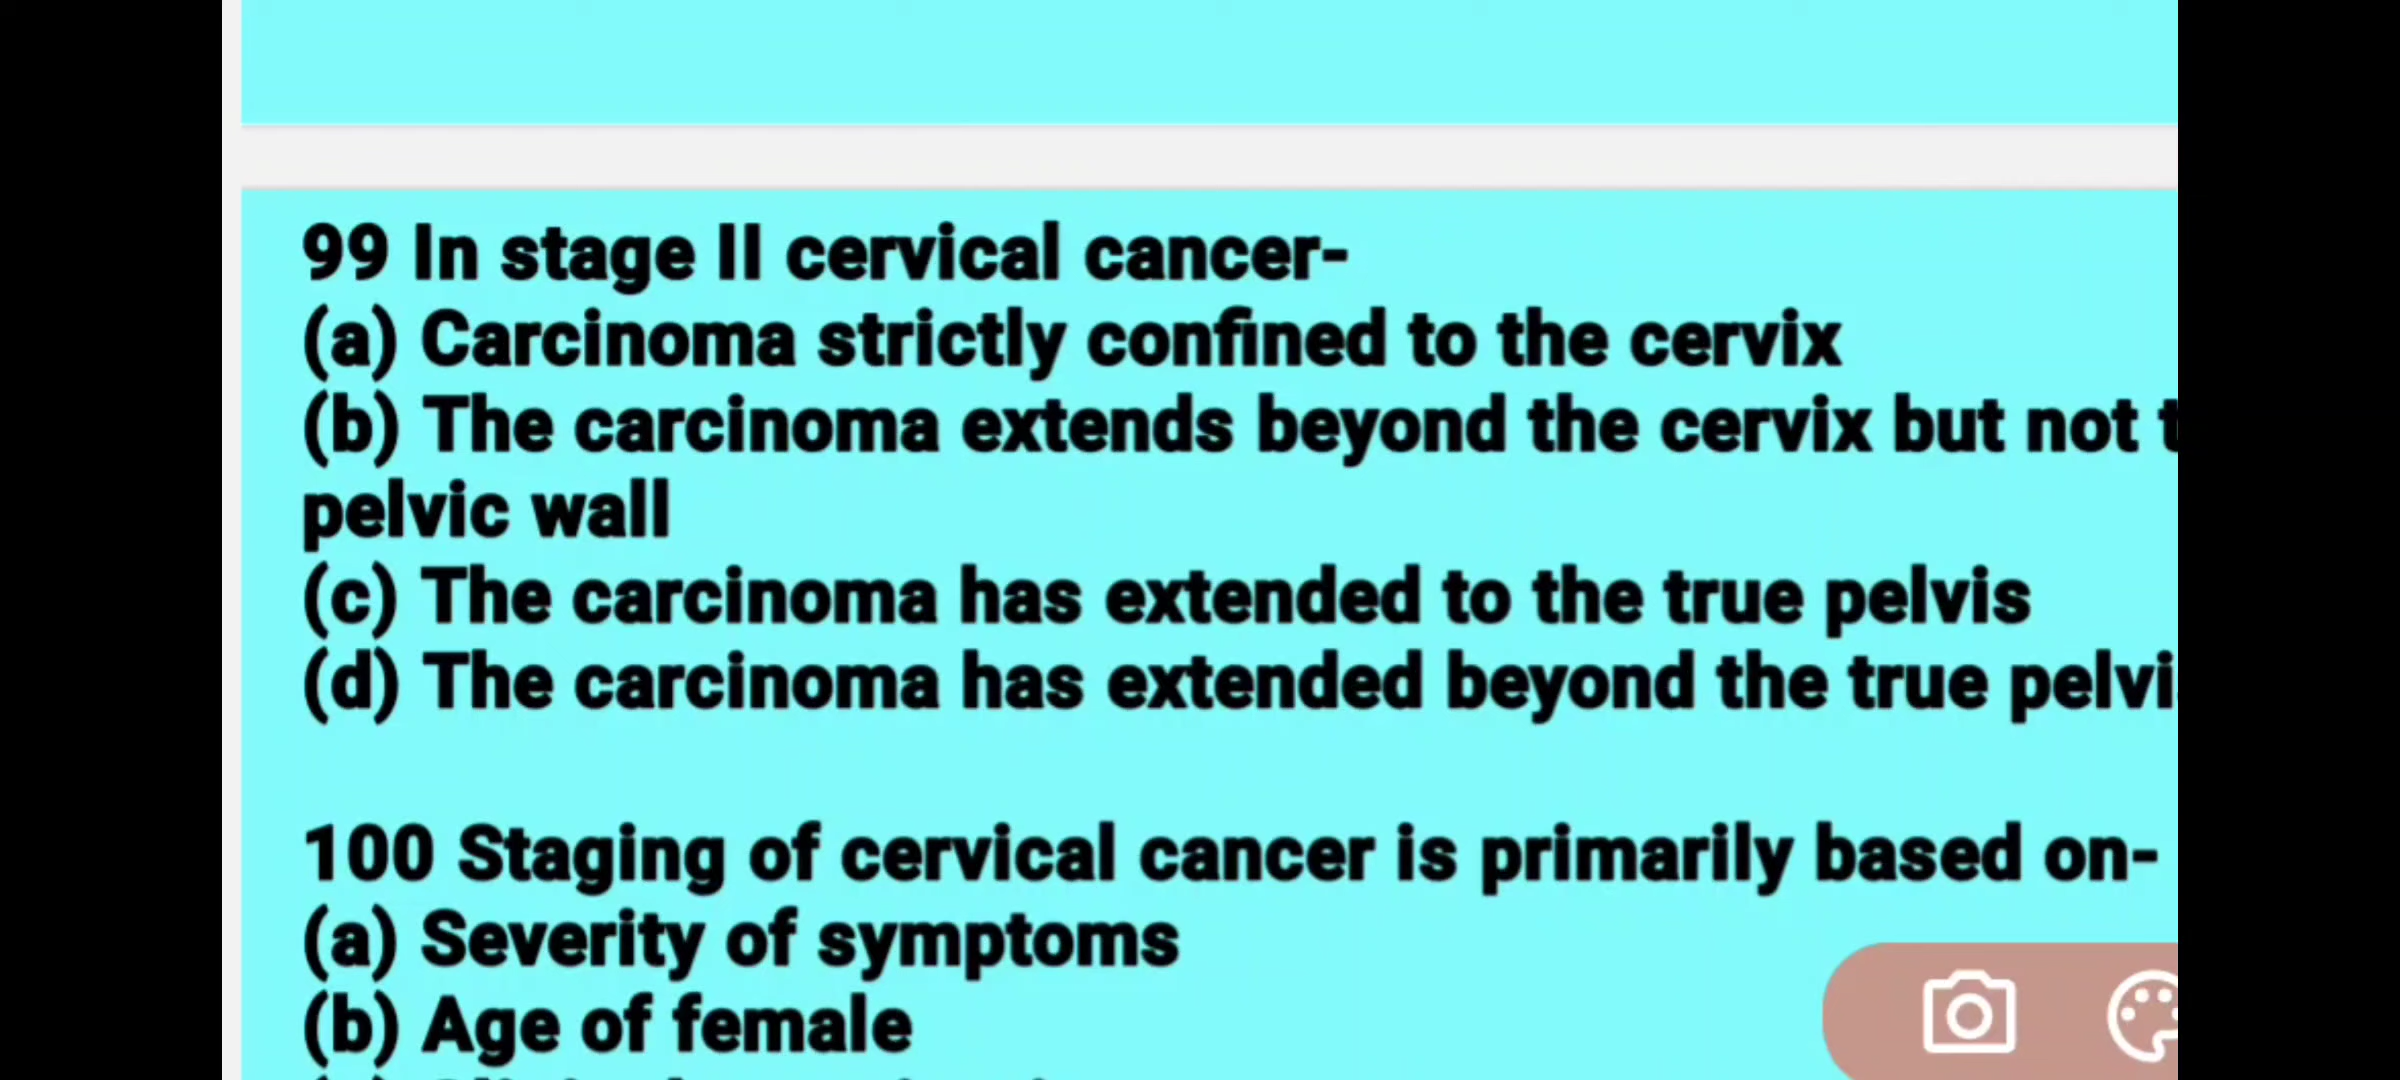 99 In stage II cervical cancer-
(a) Carcinoma strictly confined to the cervix
(b) The carcinoma extends beyond the cervix but not
pelvic wall
(c) The carcinoma has extended to the true pelvis
(d) The carcinoma has extended beyond the true
100 Staging of cervical cancer is primarily based on-
(a) Severity of symptoms
(b) Age of female